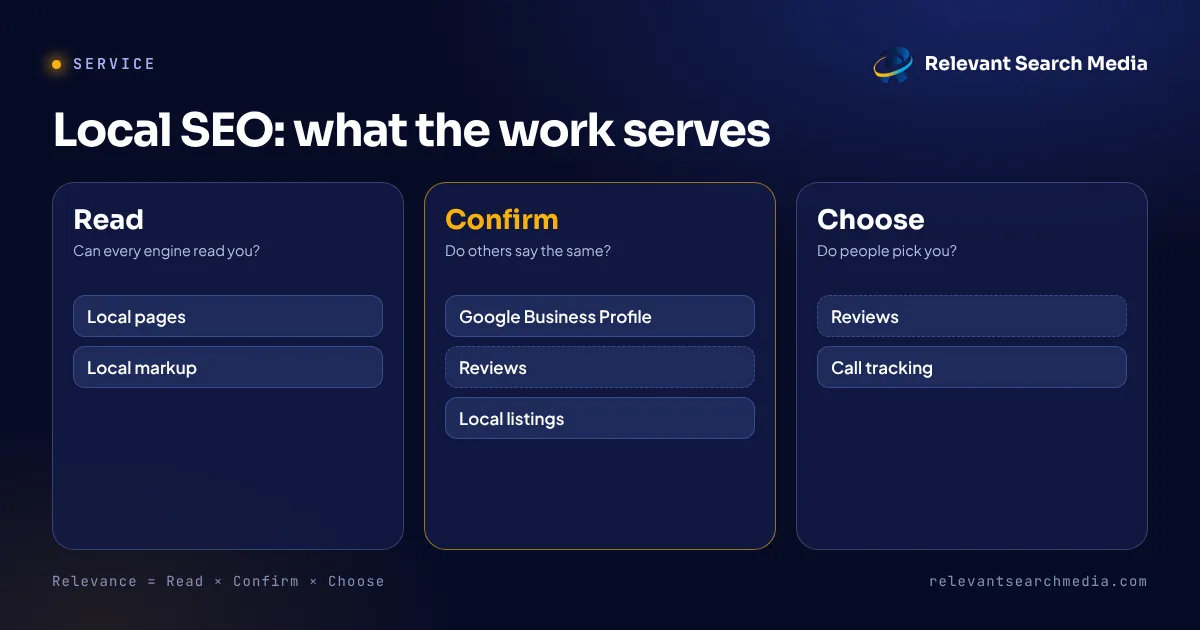 SERVICE
Relevant Search Media
Local SEO: what the work serves
Read
Can every engine read you?
Local pages
Local markup
Confirm
Do others say the same?
Google Business Profile
Reviews
Local listings
Choose
Do people pick you?
Reviews
Call tracking
Relevance = Read × Confirm × Choose
relevantsearchmedia.com